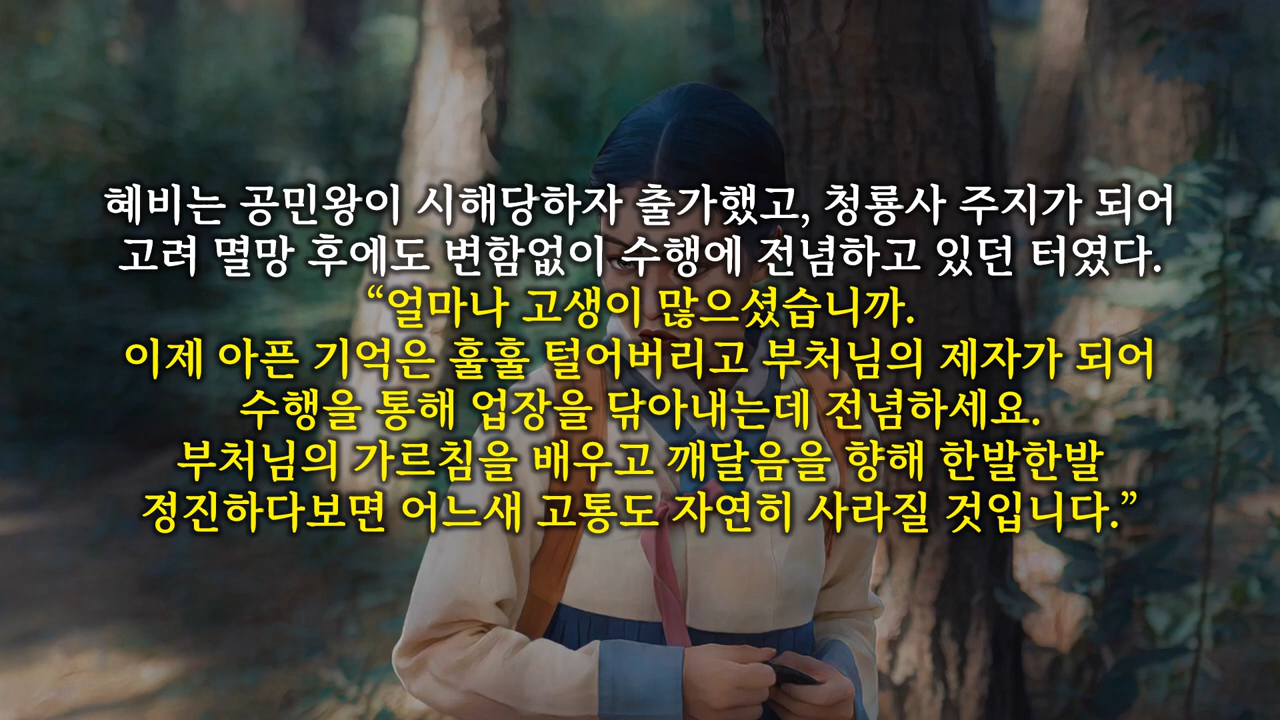 혜비는 공민왕이 시해당하자 출가했고, 청룡사 주지가 되어
고려 멸망 후에도 변함없이 수행에 전념하고 있던 터였다.
“얼마나 고생이 많으셨습니까.
이제 아픈 기억은 훌훌 털어버리고 부처님의 제자가 되어
수행을 통해 업장을 닦아내는데 전념하세요.
부처님의 가르침을 배우고 깨달음을 향해 한발한발
정진하다보면 어느새 고통도 자연히 사라질 것입니다.”